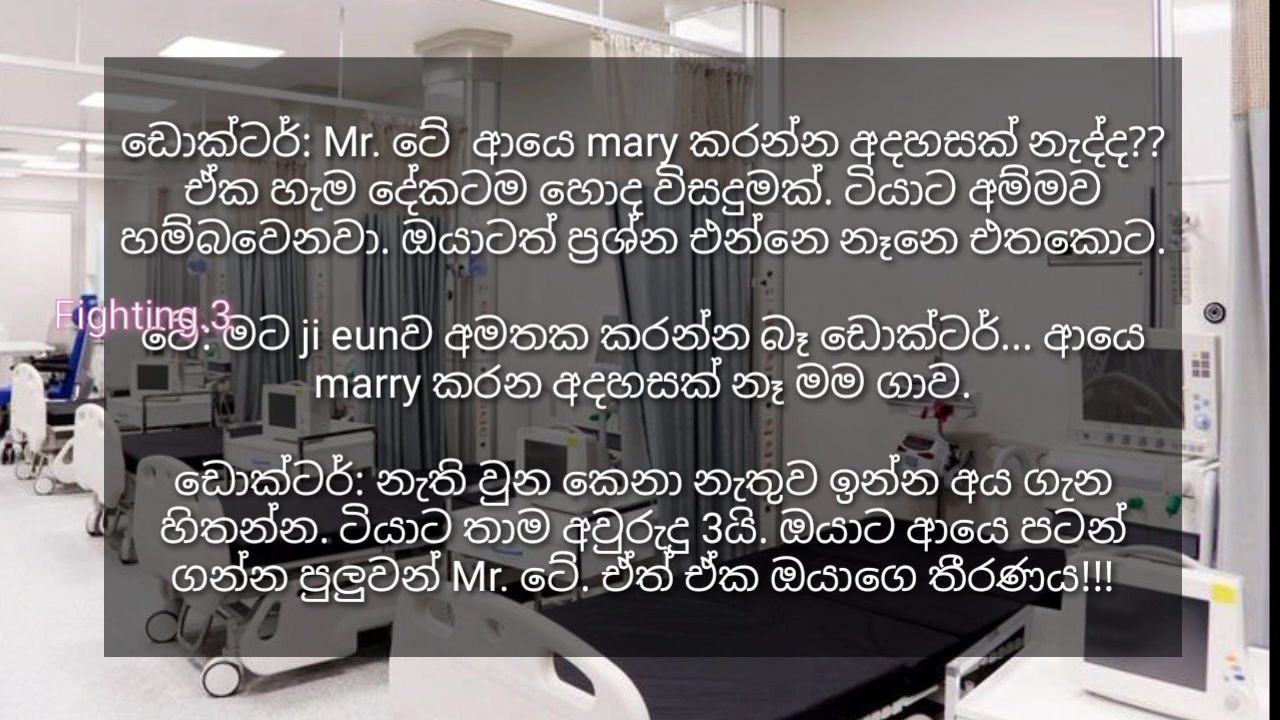 ඩොක්ටර්: Mr. ටේ ආයෙ mary කරන්න අදහසක් නැද්ද??
ඒක හැම දේකටම හොද විසදුමක්. ටියාට අම්මව
හම්බවෙනවා. ඔයාටත් ප්‍රශ්න එන්නෙ නෑනෙ එතකොට.
Fighting.3
ටේ: මට ji eunව අමතක කරන්න බෑ ඩොක්ටර්... ආයෙ
marry කරන අදහසක් නෑ මම ගාව.
ඩොක්ටර්: නැති වුන කෙනා නැතුව ඉන්න අය ගැන
හිතන්න. ටියාට තාම අවුරුදු 3යි. ඔයාට ආයෙ පටන්
ගන්න පුලුවන් Mr. ටේ. ඒත් ඒක ඔයාගෙ තීරණය!!!